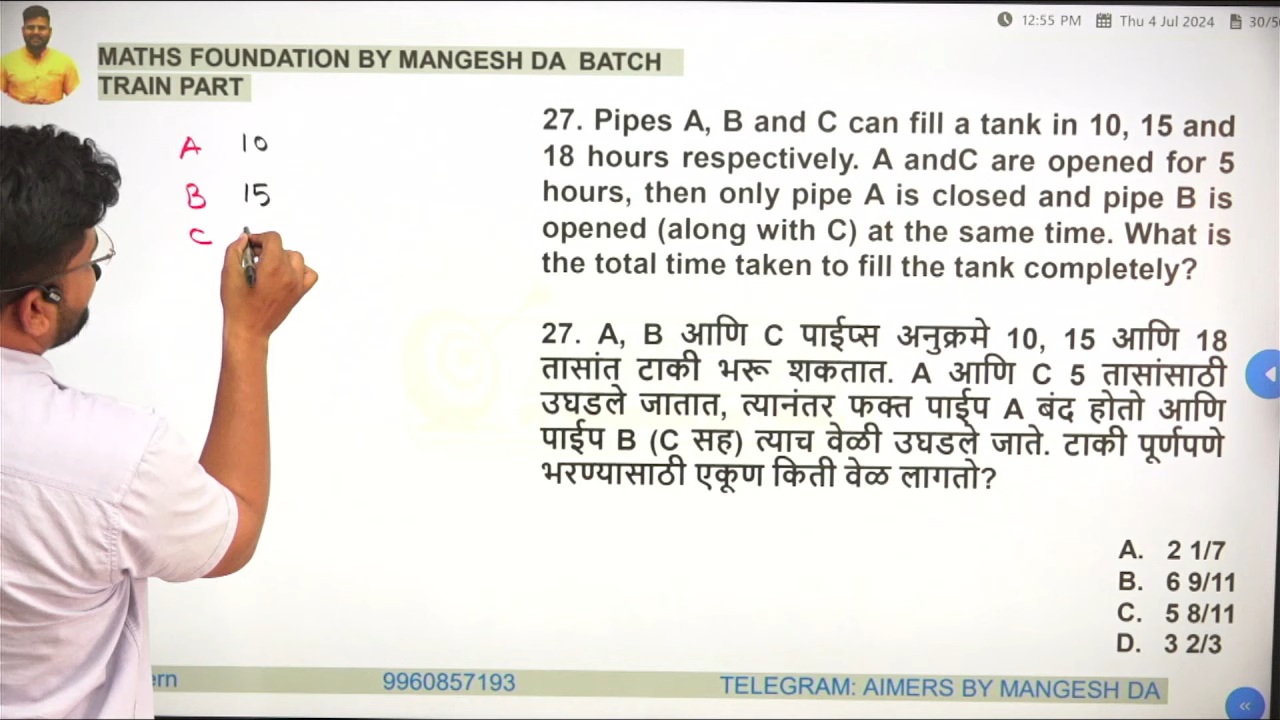 12:55 PM Thu 4 Jul 2024 30/5
MATHS FOUNDATION BY MANGESH DA BATCH
TRAIN PART
A 10
B 15
C
27. Pipes A, B and C can fill a tank in 10, 15 and
18 hours respectively. A andC are opened for 5
hours, then only pipe A is closed and pipe B is
opened (along with C) at the same time. What is
the total time taken to fill the tank completely?
27. A, B आणि C पाईप्स अनुक्रमे 10, 15 आणि 18
तासांत टाकी भरू शकतात. A आणि C 5 तासांसाठी
उघडले जातात, त्यानंतर फक्त पाईप A बंद होतो आणि
पाईप B (C सह) त्याच वेळी उघडले जाते. टाकी पूर्णपणे
भरण्यासाठी एकूण किती वेळ लागतो?
A. 2 1/7
B. 6 9/11
C. 5 8/11
D. 3 2/3
9960857193
TELEGRAM: AIMERS BY MANGESH DA